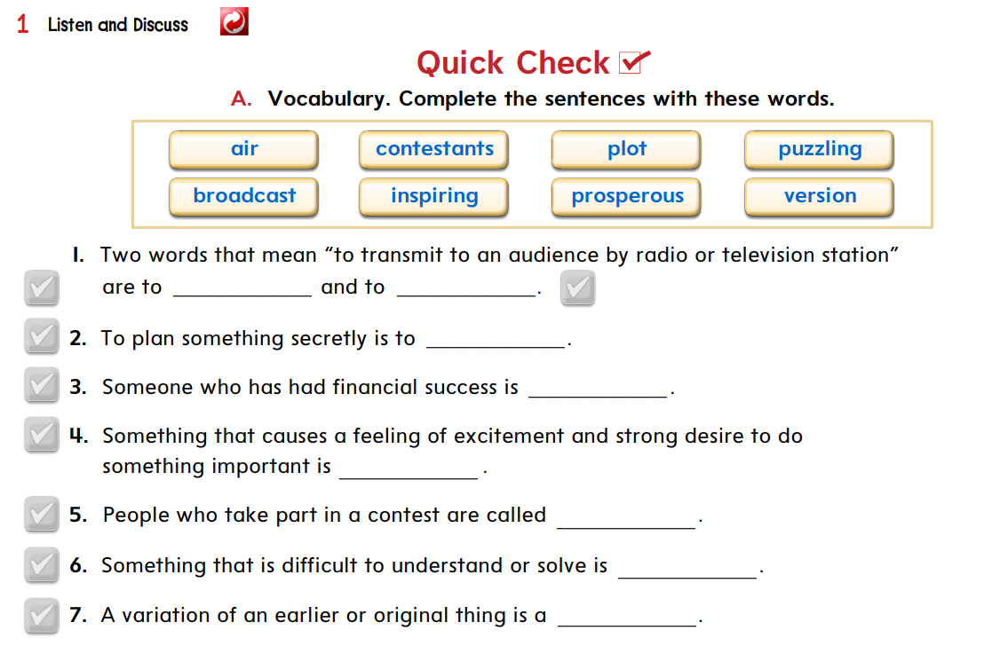 1 Listen and Discuss
Quick Check
A. Vocabulary. Complete the sentences with these words.
air contestants plot puzzling
broadcast inspiring prosperous version
1. Two words that mean “to transmit to an audience by radio or television station”
are to ____________ and to ____________.
2. To plan something secretly is to ____________.
3. Someone who has had financial success is ____________.
4. Something that causes a feeling of excitement and strong desire to do
something important is ____________.
5. People who take part in a contest are called ____________.
6. Something that is difficult to understand or solve is ____________.
7. A variation of an earlier or original thing is a ____________.